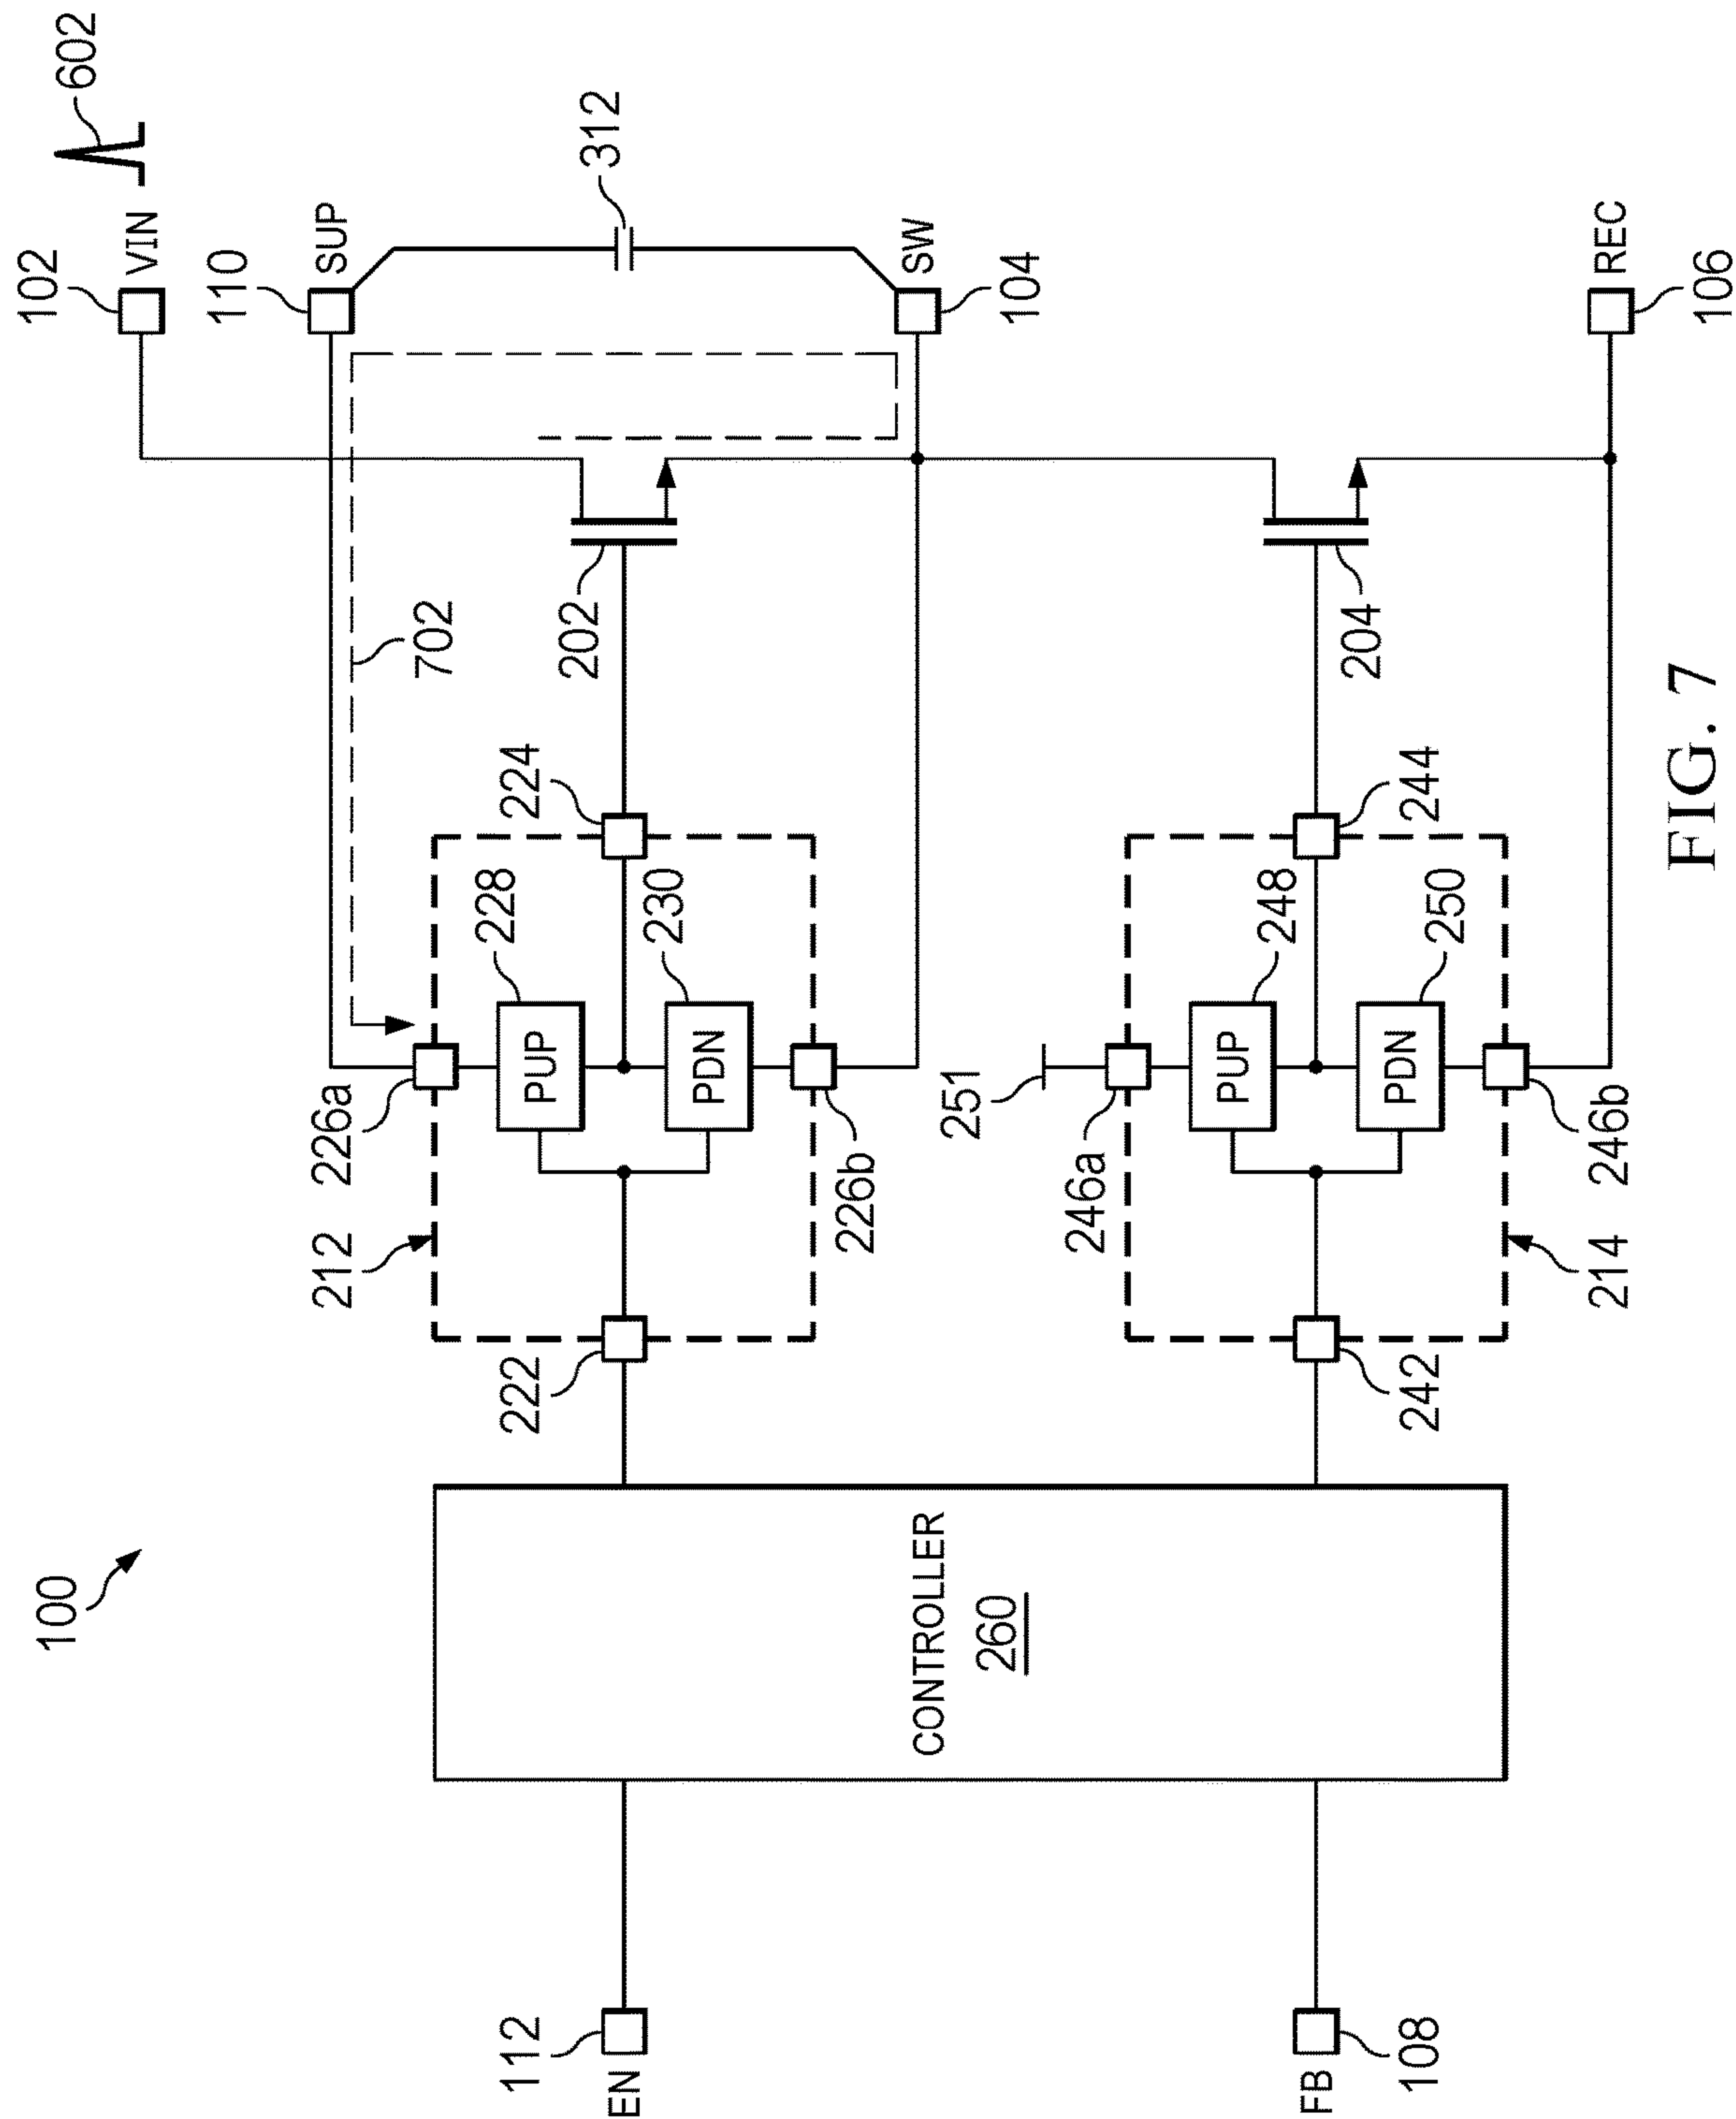 100
102
VIN
602
110
SUP
312
SW
104
702
202
224
226a
228
PUP
230
PDN
212
222
226b
CONTROLLER
260
112
EN
251
246a
248
PUP
244
204
250
PDN
246b
242
214
FB
108
REC
106
FIG. 7